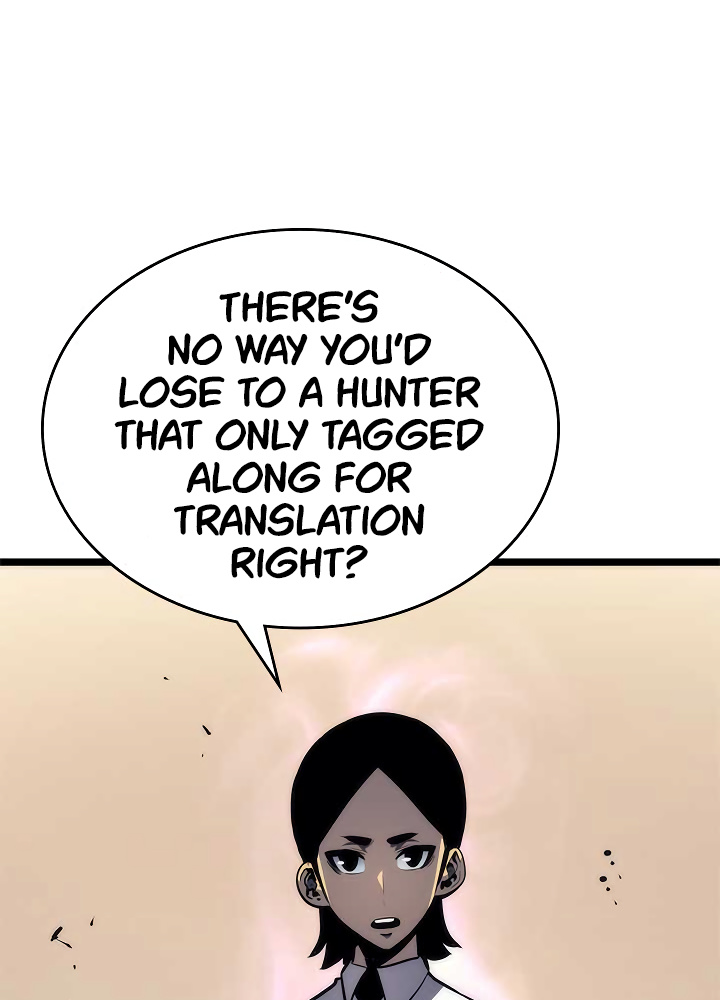 THERE'S
NO WAY YOU'D
LOSE TO A HUNTER
THAT ONLY TAGGED
ALONG FOR
TRANSLATION
RIGHT?